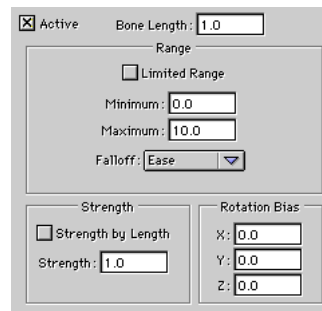 Active Bone Length: 1.0
Range
Limited Range
Minimum: 0.0
Maximum: 10.0
Falloff: Ease
Strength
Strength by Length
Strength: 1.0
Rotation Bias
X: 0.0
Y: 0.0
Z: 0.0